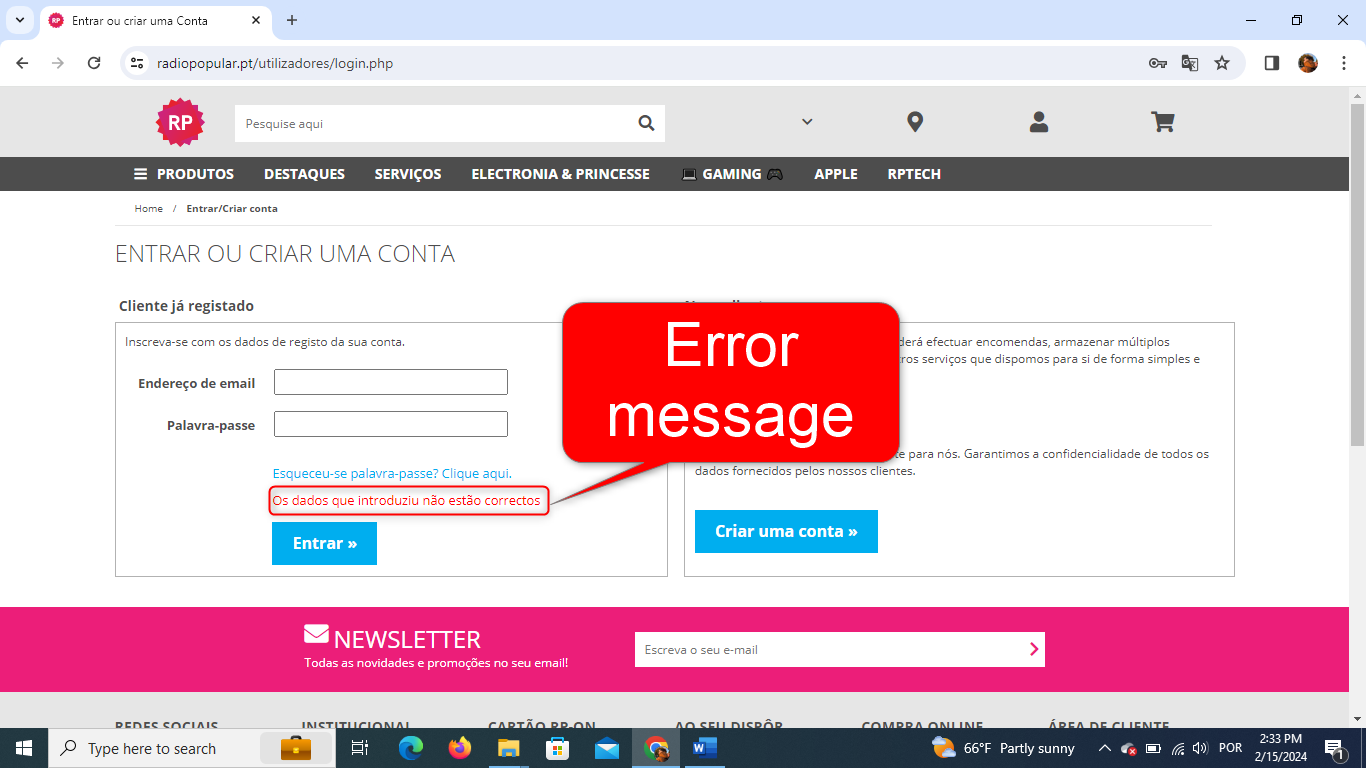 Entrar ou criar uma Conta
radiopopular.pt/utilizadores/login.php
RP
Pesquise aqui
PRODUTOS DESTAQUES SERVIÇOS ELECTRONIA & PRINCESSE GAMING APPLE RPTECH
Home / Entrar/Criar conta
ENTRAR OU CRIAR UMA CONTA
Cliente já registado
Inscreva-se com os dados de registo da sua conta.
Endereço de email
Palavra-passe
Esqueceu-se palavra-passe? Clique aqui.
Os dados que introduziu não estão correctos
Entrar »
Error
message
efectuar encomendas, armazenar múltiplos
serviços que dispomos para si de forma simples e
para nós. Garantimos a confidencialidade de todos os
dados fornecidos pelos nossos clientes.
Criar uma conta »
NEWSLETTER
Todas as novidades e promoções no seu email!
Escreva o seu e-mail
REDES SOCIAIS INSTITUCIONAL CARTÃO RP-ON AO SEU DISPÔR COMPRA ONLINE ÁREA DE CLIENTE
Type here to search
66°F Partly sunny
POR
2:33 PM
2/15/2024
1